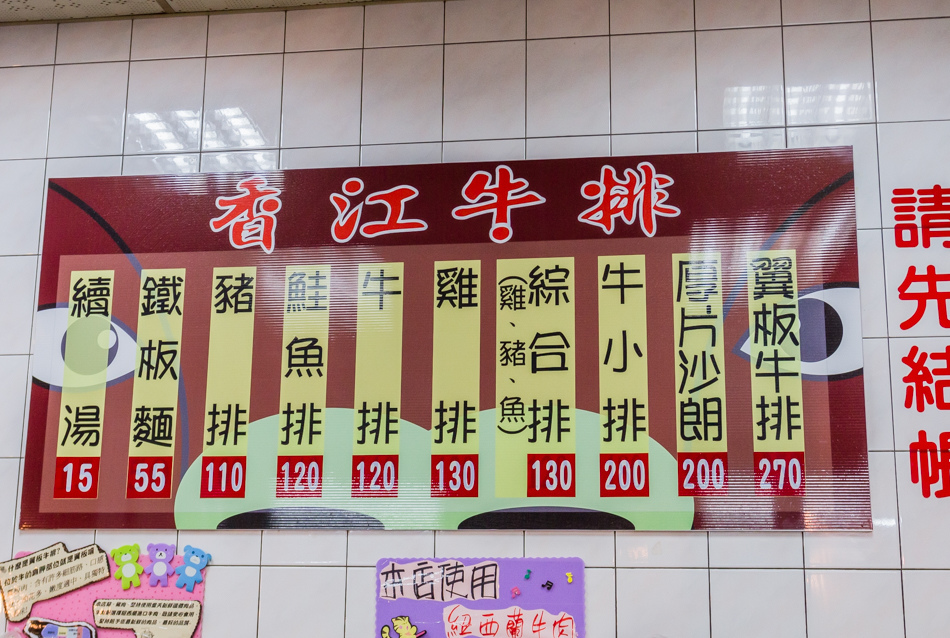 香江牛排
翼板牛排 270
厚片沙朗 200
牛小排 200
綜合排 (雞、豬、魚) 130
雞排 130
牛排 120
鮭魚排 120
豬排 110
鐵板麵 55
續湯 15
請先結帳
本店使用
紐西蘭牛肉